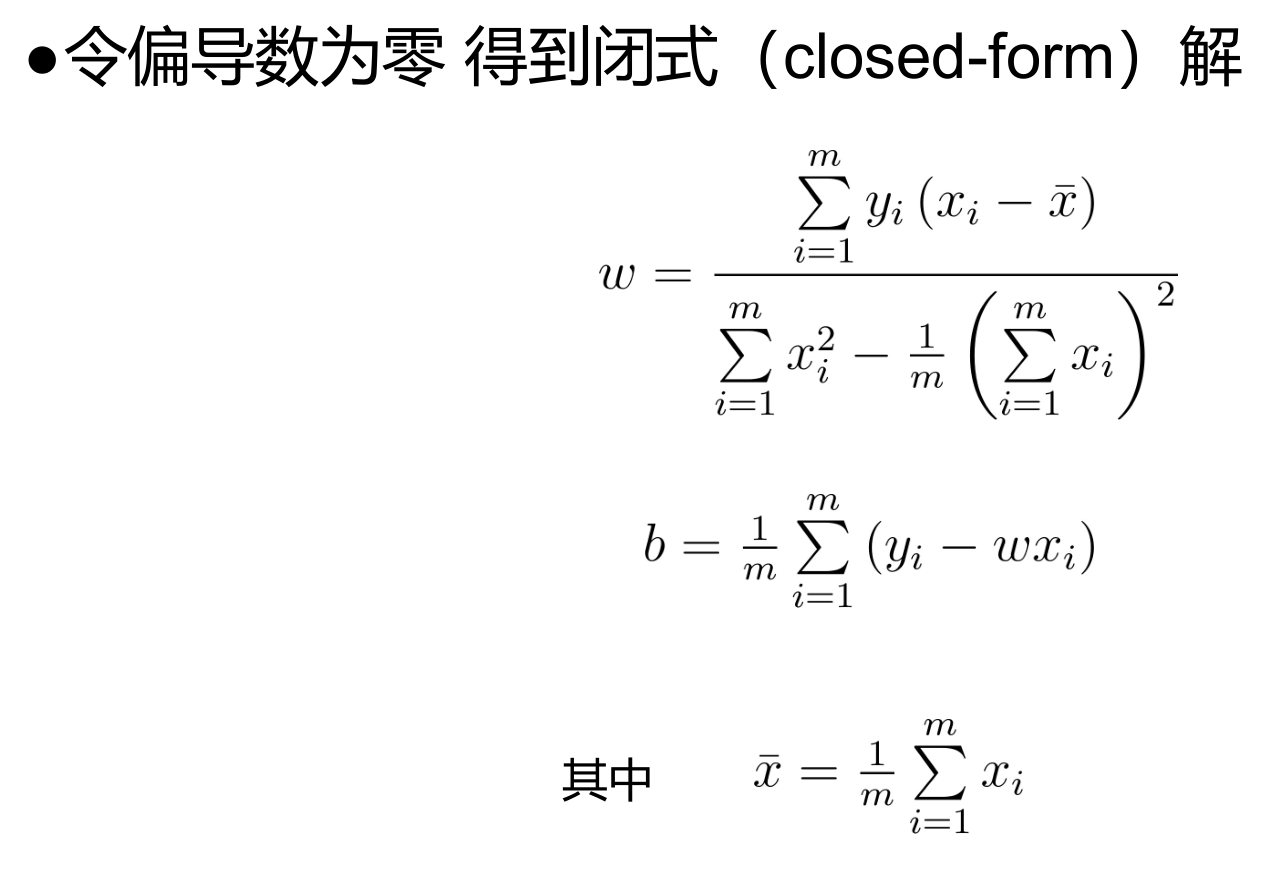 ●令偏导数为零 得到闭式（closed-form）解
w = \frac{\sum_{i=1}^{m} y_i (x_i - \bar{x})}{\sum_{i=1}^{m} x_i^2 - \frac{1}{m} \left( \sum_{i=1}^{m} x_i \right)^2}
b = \frac{1}{m} \sum_{i=1}^{m} (y_i - w x_i)
其中 \bar{x} = \frac{1}{m} \sum_{i=1}^{m} x_i